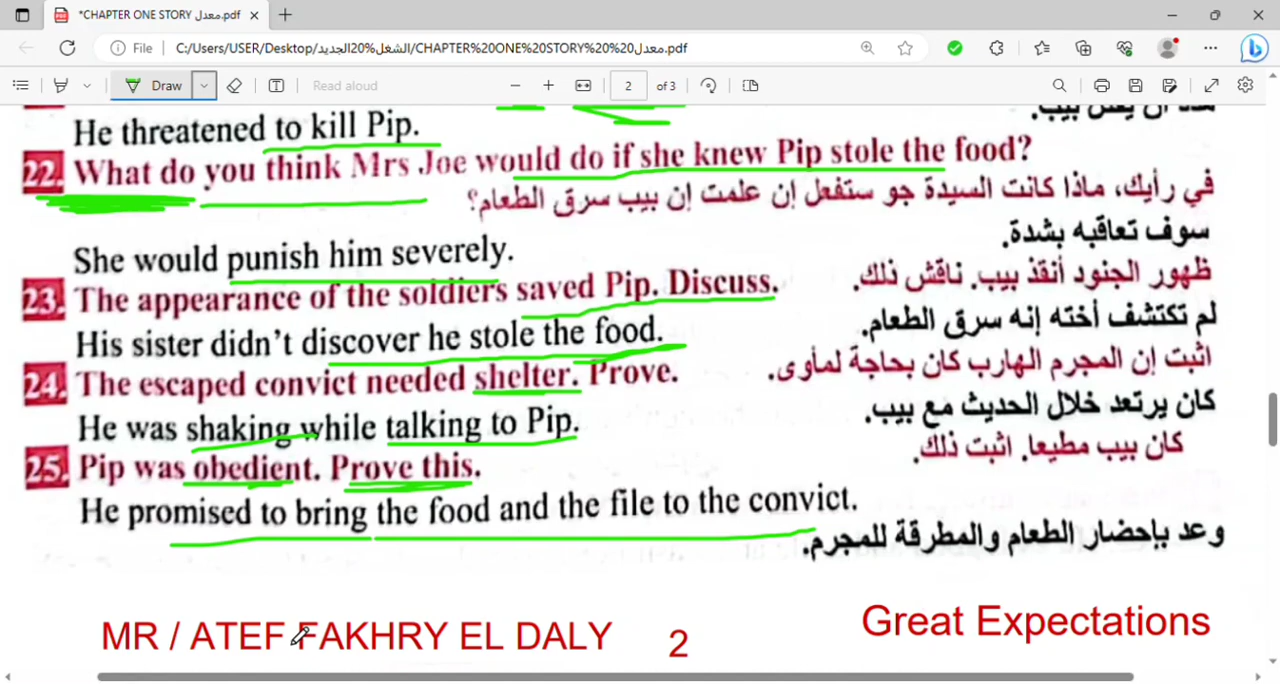 *CHAPTER ONE STORY معدل.pdf
File
C:/Users/USER/Desktop/الشغل%20الجديد/CHAPTER%20ONE%20STORY%20%20معدل.pdf
Draw
Read aloud
2
of 3
بيب.
He threatened to kill Pip.
22. What do you think Mrs Joe would do if she knew Pip stole the food?
في رأيك، ماذا كانت السيدة جو ستفعل إن علمت إن بيب سرق الطعام؟
She would punish him severely.
سوف تعاقبه بشدة.
23. The appearance of the soldiers saved Pip. Discuss.
ظهور الجنود أنقذ بيب. ناقش ذلك.
His sister didn't discover he stole the food.
لم تكتشف أخته إنه سرق الطعام.
24. The escaped convict needed shelter. Prove.
اثبت إن المجرم الهارب كان بحاجة لمأوى.
He was shaking while talking to Pip.
كان يرتعد خلال الحديث مع بيب.
25. Pip was obedient. Prove this.
كان بيب مطيعا. اثبت ذلك.
He promised to bring the food and the file to the convict.
وعد بإحضار الطعام والمطرقة للمجرم.
MR / ATEF FAKHRY EL DALY
2
Great Expectations